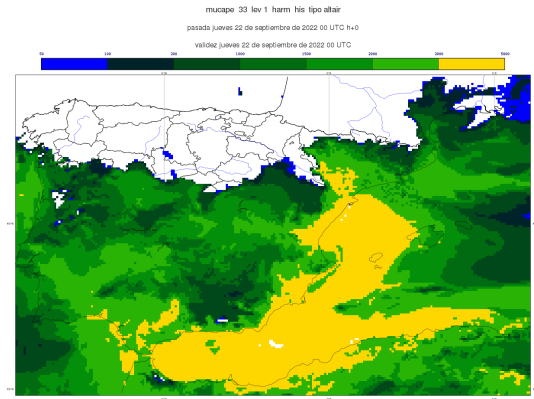 mucape 33 lev 1 harm his tipo altair
pasada jueves 22 de septiembre de 2022 00 UTC h+0
validez jueves 22 de septiembre de 2022 00 UTC
50 100 200 1000 1500 2000 3000 5000